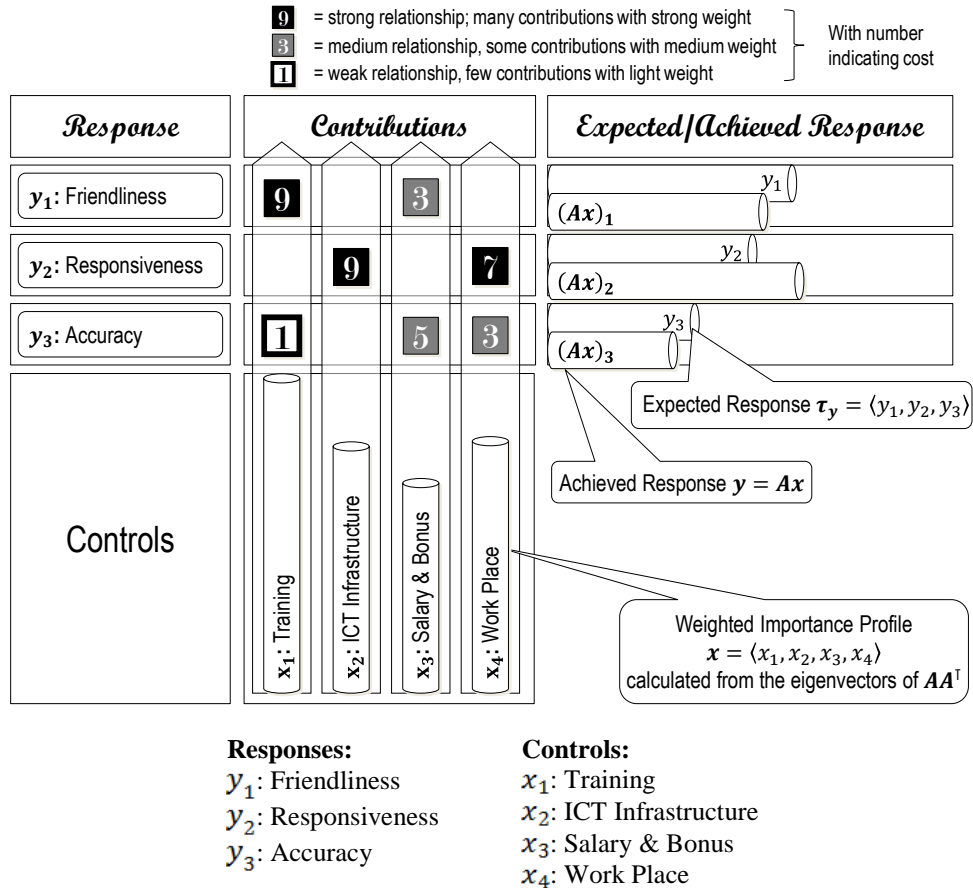 9 = strong relationship; many contributions with strong weight
3 = medium relationship, some contributions with medium weight
1 = weak relationship, few contributions with light weight
With number
indicating cost
Response
Contributions
Expected/Achieved Response
y₁: Friendliness
9
3
y₁
(Ax)₁
y₂: Responsiveness
9
7
y₂
(Ax)₂
y₃: Accuracy
1
5
3
y₃
(Ax)₃
Expected Response τ_y = ⟨y₁, y₂, y₃⟩
Achieved Response y = Ax
Controls
x₁: Training
x₂: ICT Infrastructure
x₃: Salary & Bonus
x₄: Work Place
Weighted Importance Profile
x = ⟨x₁, x₂, x₃, x₄⟩
calculated from the eigenvectors of AAᵀ
Responses:
y₁: Friendliness
y₂: Responsiveness
y₃: Accuracy
Controls:
x₁: Training
x₂: ICT Infrastructure
x₃: Salary & Bonus
x₄: Work Place